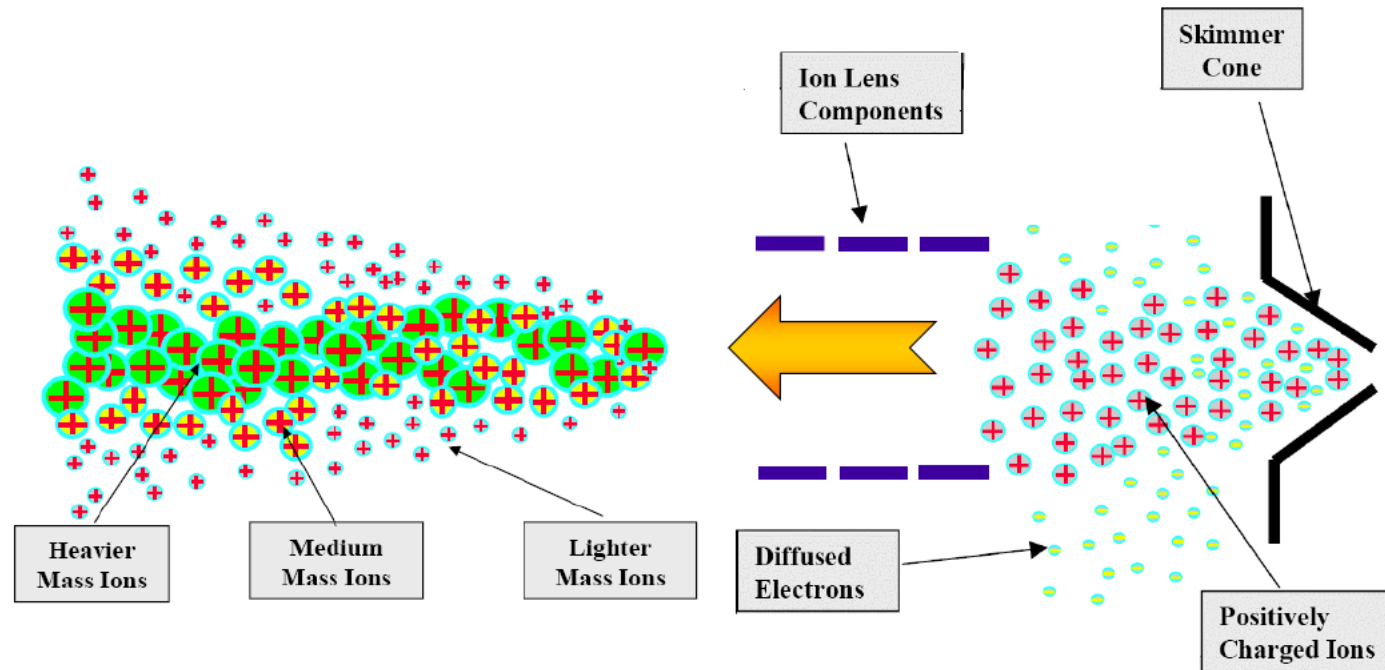 Skimmer
Cone
Ion Lens
Components
Heavier
Mass Ions
Medium
Mass Ions
Lighter
Mass Ions
Diffused
Electrons
Positively
Charged Ions